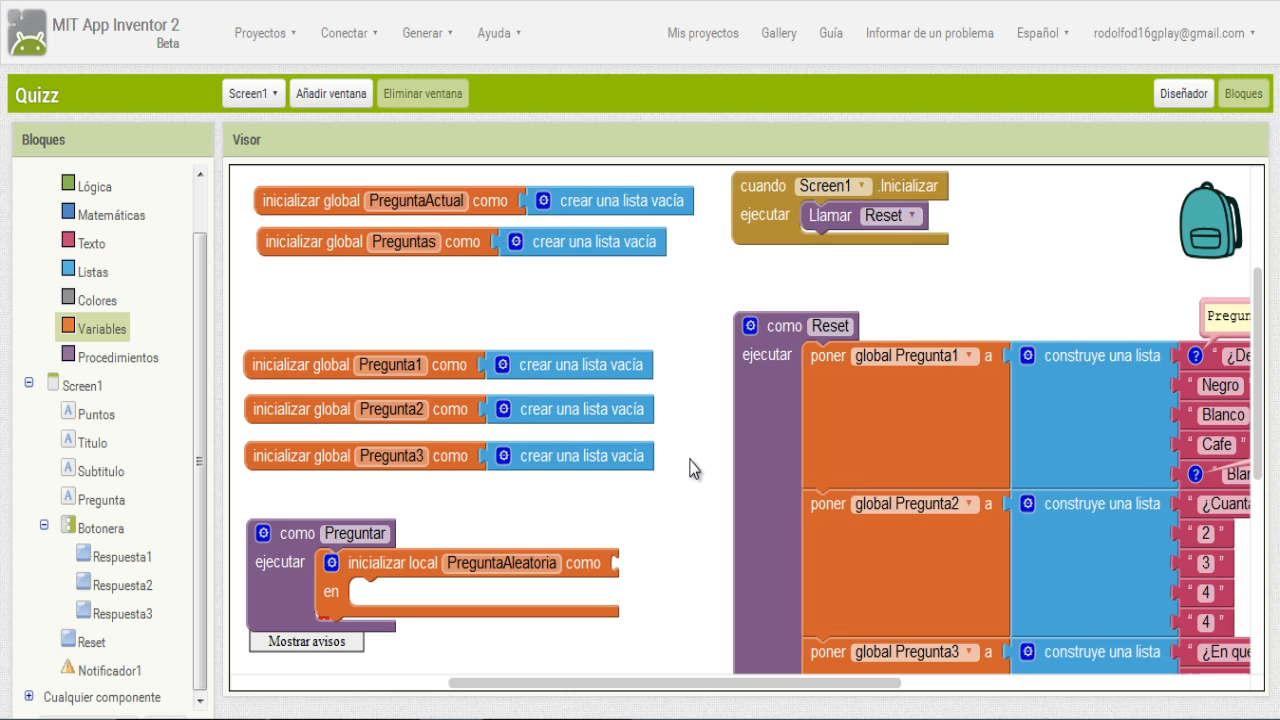 MIT App Inventor 2
Beta
Proyectos Conectar Generar Ayuda Mis proyectos Gallery Guía Informar de un problema Español rodolfod16gplay@gmail.com
Quizz Screen1 Añadir ventana Eliminar ventana Diseñador Bloques
Bloques
Visor
Lógica
Matemáticas
Texto
Listas
Colores
Variables
Procedimientos
Screen1
Puntos
Titulo
Subtitulo
Pregunta
Botonera
Respuesta1
Respuesta2
Respuesta3
Reset
Notificador1
Cualquier componente
inicializar global PreguntaActual como crear una lista vacía
inicializar global Preguntas como crear una lista vacía
inicializar global Pregunta1 como crear una lista vacía
inicializar global Pregunta2 como crear una lista vacía
inicializar global Pregunta3 como crear una lista vacía
como Preguntar
ejecutar inicializar local PreguntaAleatoria como
en
Mostrar avisos
cuando Screen1 .Inicializar
ejecutar Llamar Reset
como Reset
ejecutar poner global Pregunta1 a construye una lista " ¿De
Pregun
" Negro "
" Blanco
" Cafe "
" Blan
poner global Pregunta2 a construye una lista " ¿Cuanta
" 2 "
" 3 "
" 4 "
" 4 "
poner global Pregunta3 a construye una lista " ¿En que